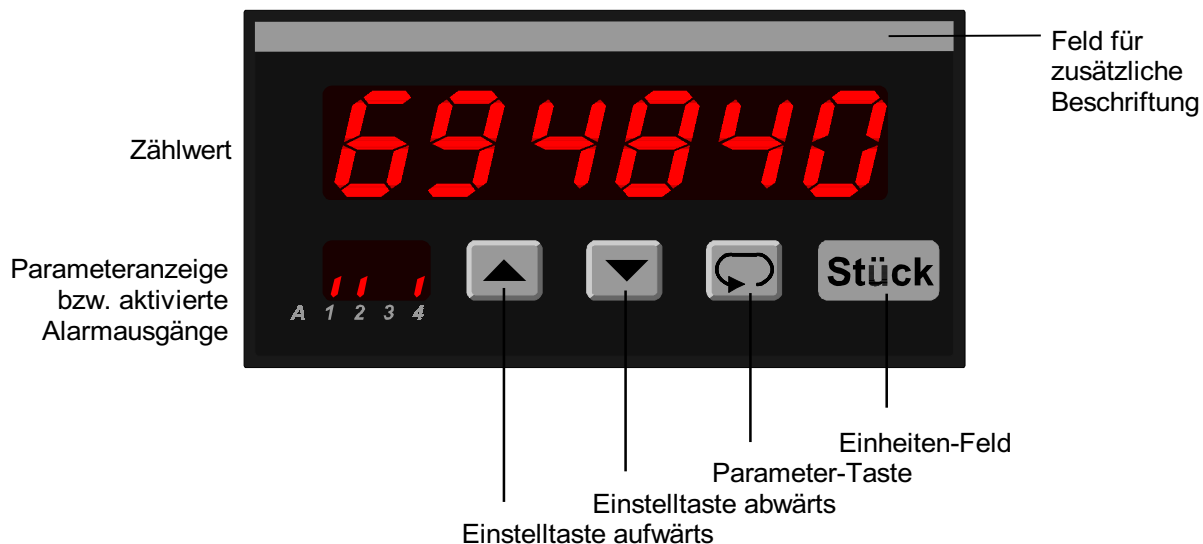 Feld für
zusätzliche
Beschriftung
694840
Zählwert
Parameteranzeige
bzw. aktivierte
Alarmausgänge
A 1 2 3 4
Stück
Einheiten-Feld
Parameter-Taste
Einstelltaste abwärts
Einstelltaste aufwärts